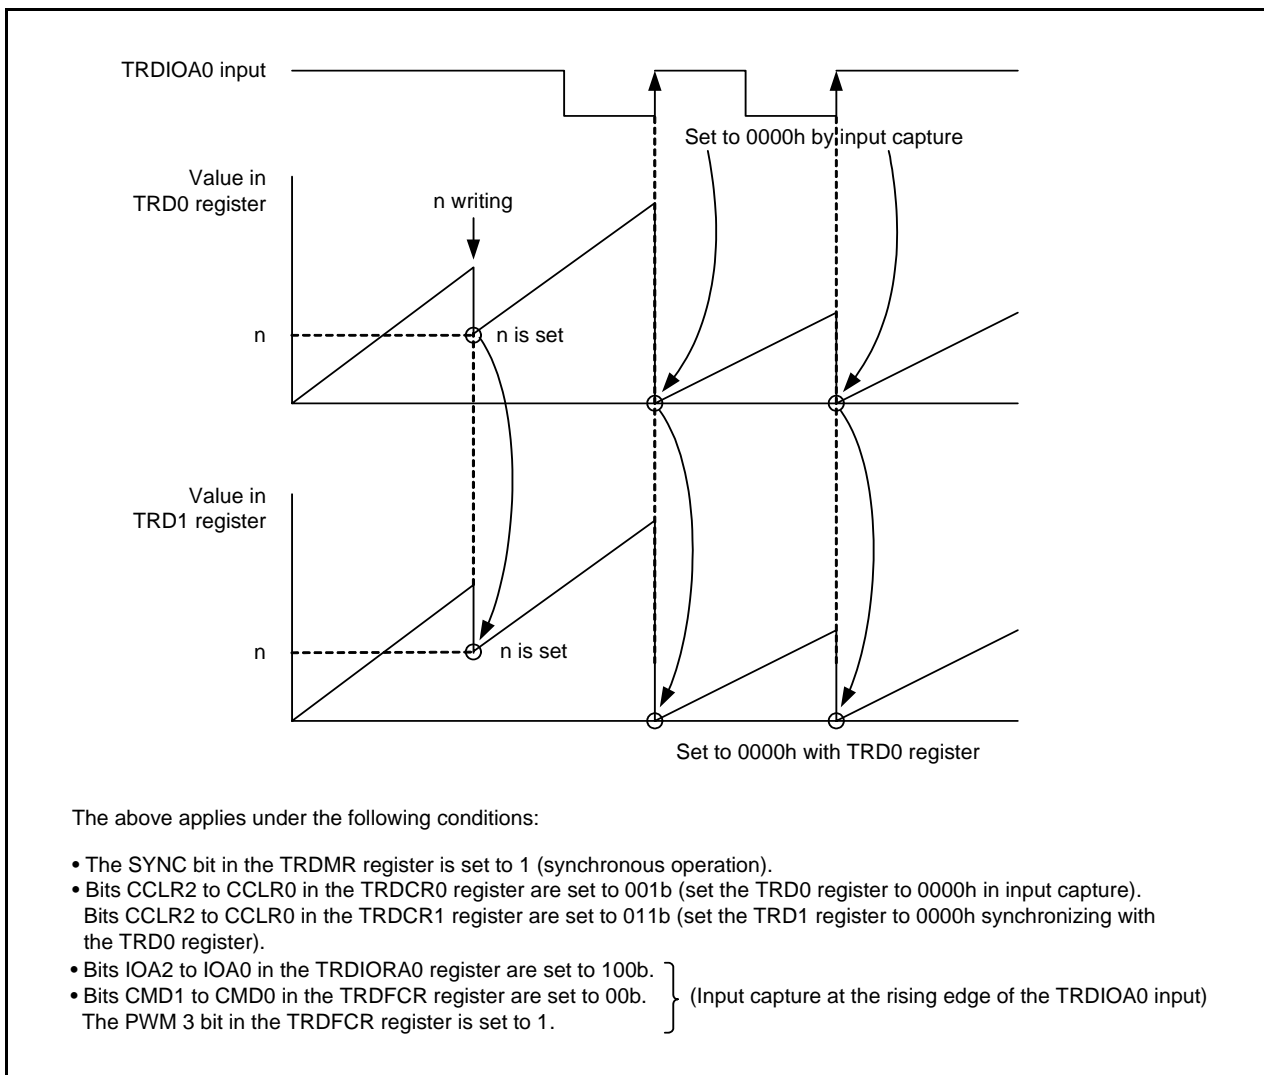 TRDIOA0 input
Set to 0000h by input capture
Value in
TRD0 register
n writing
n
n is set
Value in
TRD1 register
n
n is set
Set to 0000h with TRD0 register
The above applies under the following conditions:
• The SYNC bit in the TRDMR register is set to 1 (synchronous operation).
• Bits CCLR2 to CCLR0 in the TRDCR0 register are set to 001b (set the TRD0 register to 0000h in input capture).
Bits CCLR2 to CCLR0 in the TRDCR1 register are set to 011b (set the TRD1 register to 0000h synchronizing with
the TRD0 register).
• Bits IOA2 to IOA0 in the TRDIORA0 register are set to 100b.
• Bits CMD1 to CMD0 in the TRDFCR register are set to 00b.
(Input capture at the rising edge of the TRDIOA0 input)
The PWM 3 bit in the TRDFCR register is set to 1.